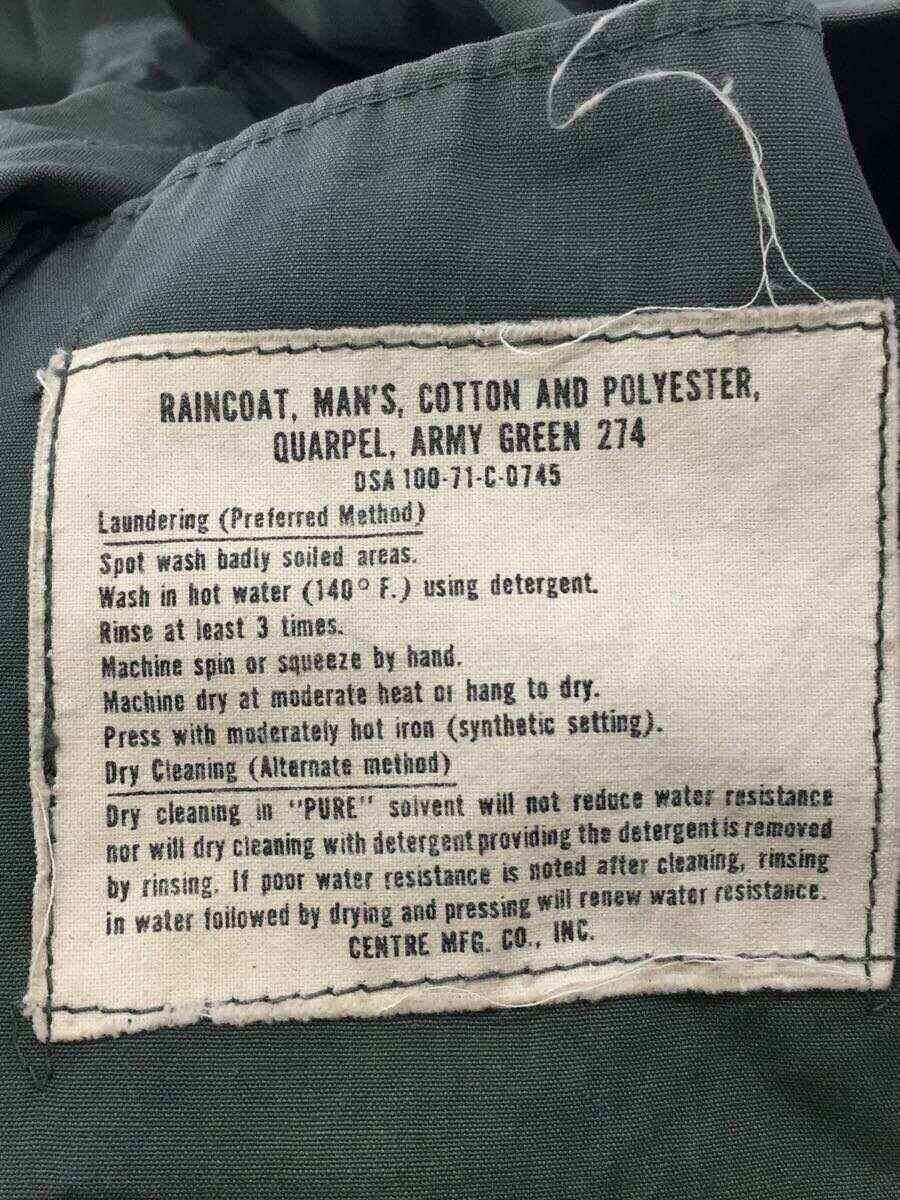 RAINCOAT, MAN'S, COTTON AND POLYESTER,
QUARPEL, ARMY GREEN 274
DSA 100-71-C-0745
Laundering (Preferred Method)
Spot wash badly soiled areas.
Wash in hot water (140° F.) using detergent.
Rinse at least 3 times.
Machine spin or squeeze by hand.
Machine dry at moderate heat or hang to dry.
Press with moderately hot iron (synthetic setting).
Dry Cleaning (Alternate method)
Dry cleaning in "PURE" solvent will not reduce water resistance
nor will dry cleaning with detergent providing the detergent is removed
by rinsing. If poor water resistance is noted after cleaning, rinsing
in water followed by drying and pressing will renew water resistance.
CENTRE MFG. CO., INC.